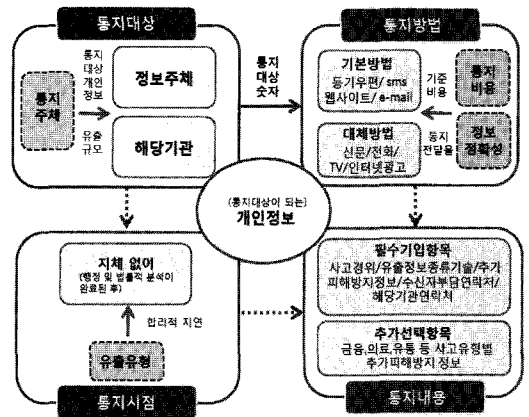 통지대상
통지
주체
통지
대상
개인
정보
유출
규모
정보주체
해당기관
통지
대상
숫자
통지방법
기본방법
등기우편/ sms
웹사이트/ e-mail
대체방법
신문/전화/
TV/인터넷광고
기준
비용
통지
전달율
통지
비용
정보
정확성
(통지대상이 되는)
개인정보
지체 없이
(행정 및 법률적 분석이
완료된 후)
합리적 지연
유출유형
통지시점
필수기입항목
사고경위/유출정보종류기술/추가
피해방지정보/수신자부담연락처/
해당기관연락처
추가선택항목
금융,의료,유통 등 사고유형별
추가피해방지 정보
통지내용